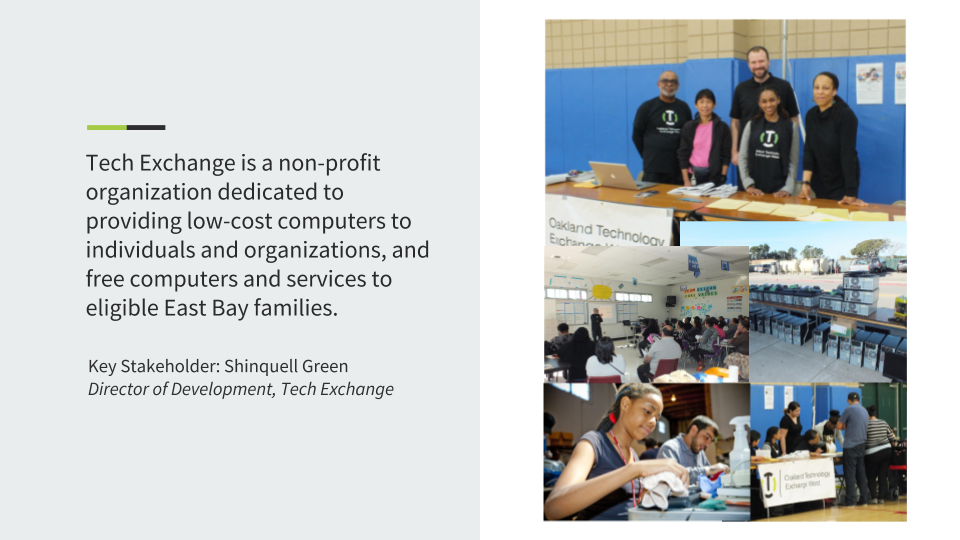 Tech Exchange is a non-profit
organization dedicated to
providing low-cost computers to
individuals and organizations, and
free computers and services to
eligible East Bay families.
Key Stakeholder: Shinquell Green
Director of Development, Tech Exchange
Oakland Technology
Exchange
Oakland Technology
Exchange West